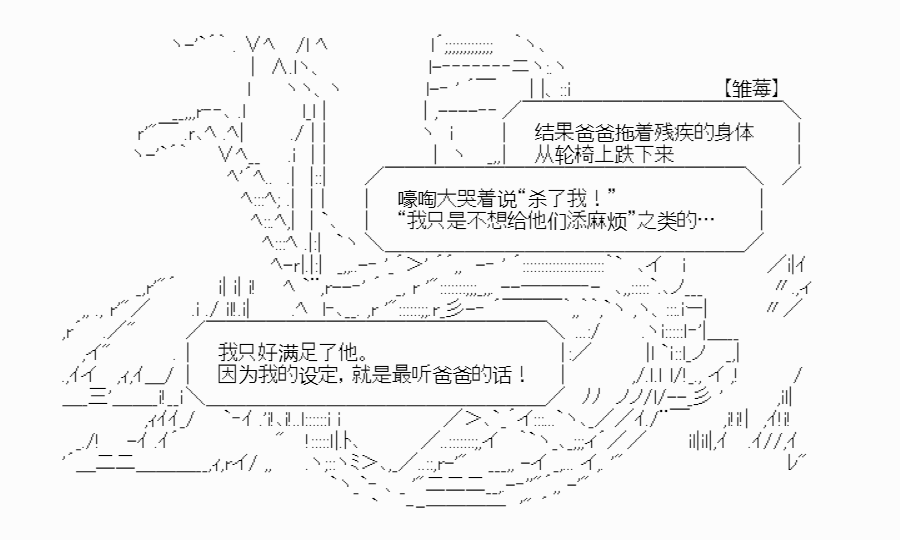 【雏莓】
结果爸爸拖着残疾的身体
从轮椅上跌下来
嚎啕大哭着说“杀了我！”
“我只是不想给他们添麻烦”之类的…
我只好满足了他。
因为我的设定，就是最听爸爸的话！